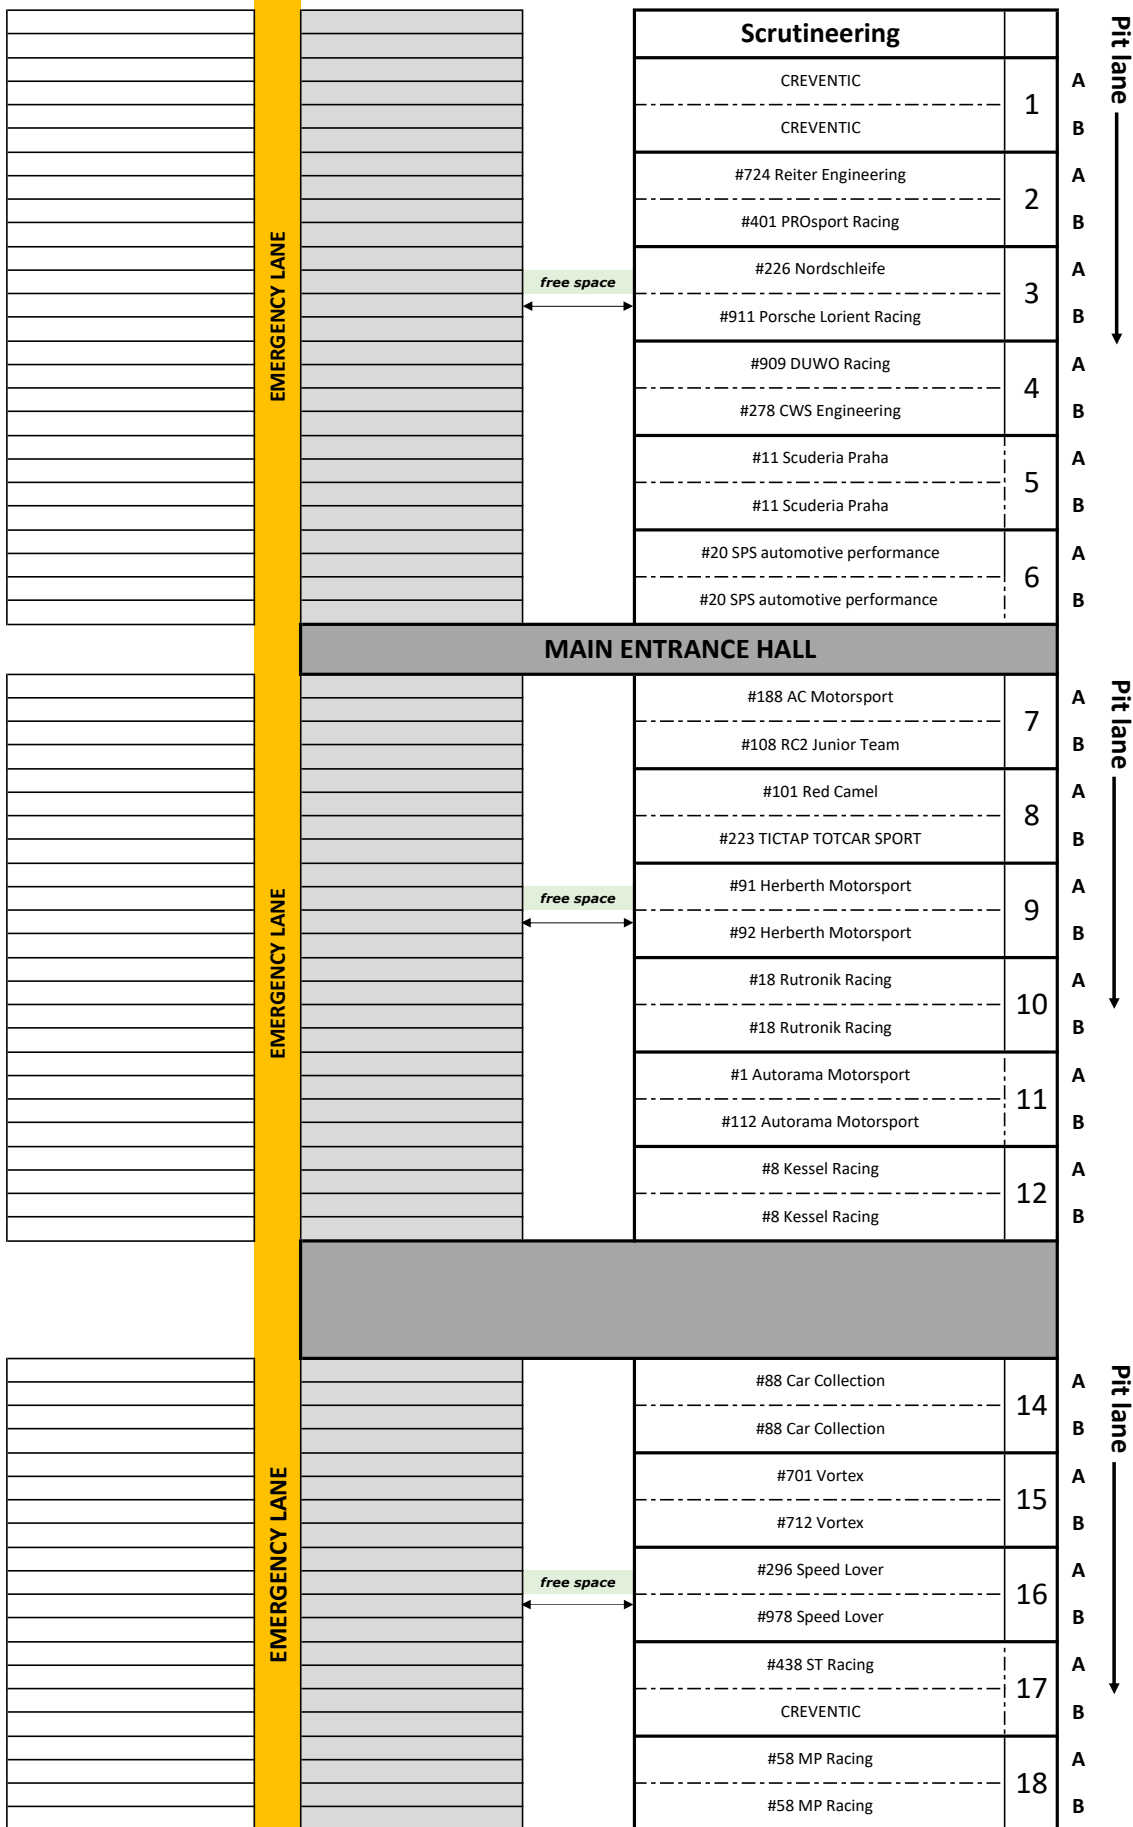 Scrutineering
Pit lane
CREVENTIC
A
1
CREVENTIC
B
#724 Reiter Engineering
A
2
#401 PROsport Racing
B
EMERGENCY LANE
#226 Nordschleife
A
free space
3
#911 Porsche Lorient Racing
B
#909 DUWO Racing
A
4
#278 CWS Engineering
B
#11 Scuderia Praha
A
5
#11 Scuderia Praha
B
#20 SPS automotive performance
A
6
#20 SPS automotive performance
B
MAIN ENTRANCE HALL
Pit lane
#188 AC Motorsport
A
7
#108 RC2 Junior Team
B
#101 Red Camel
A
8
#223 TICTAP TOTCAR SPORT
B
EMERGENCY LANE
#91 Herberth Motorsport
A
free space
9
#92 Herberth Motorsport
B
#18 Rutronik Racing
A
10
#18 Rutronik Racing
B
#1 Autorama Motorsport
A
11
#112 Autorama Motorsport
B
#8 Kessel Racing
A
12
#8 Kessel Racing
B
Pit lane
#88 Car Collection
A
14
#88 Car Collection
B
EMERGENCY LANE
#701 Vortex
A
15
#712 Vortex
B
#296 Speed Lover
A
free space
16
#978 Speed Lover
B
#438 ST Racing
A
17
CREVENTIC
B
#58 MP Racing
A
18
#58 MP Racing
B